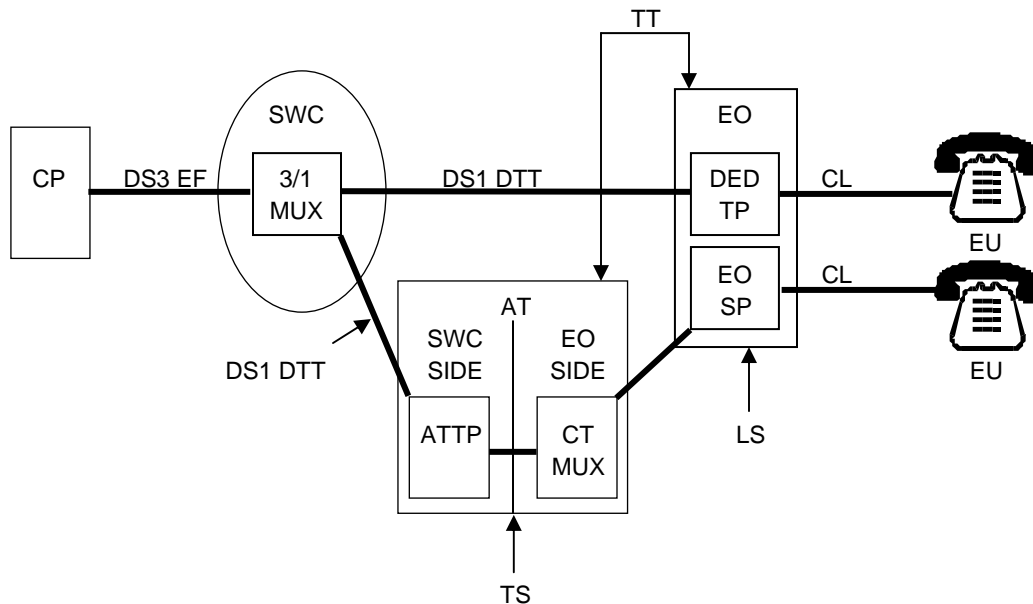 TT
SWC
EO
CP
DS3 EF
3/1
MUX
DS1 DTT
DED
TP
CL
EU
EO
SP
CL
EU
AT
SWC
SIDE
EO
SIDE
DS1 DTT
ATTP
CT
MUX
LS
TS